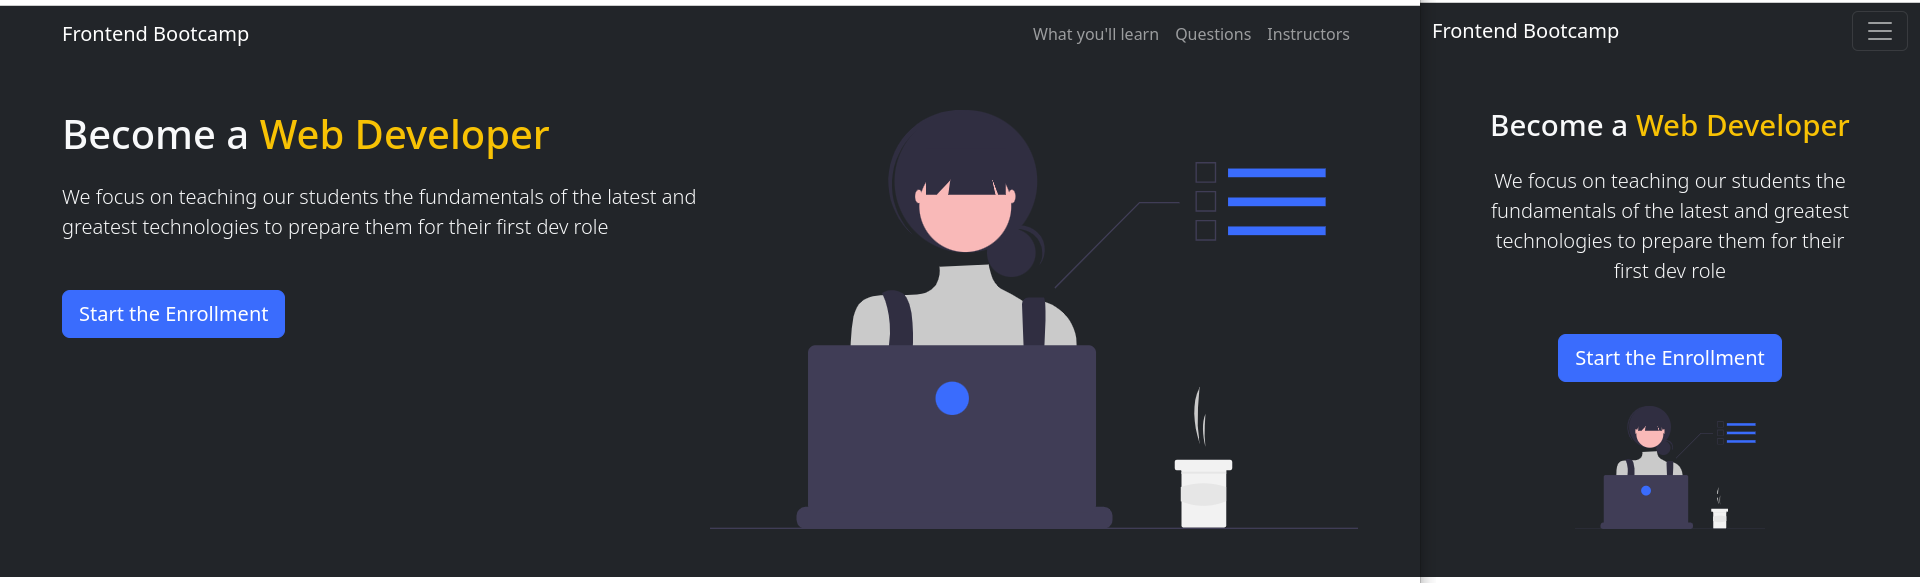 Frontend Bootcamp
What you'll learn Questions Instructors
Become a Web Developer
We focus on teaching our students the fundamentals of the latest and
greatest technologies to prepare them for their first dev role
Start the Enrollment
Frontend Bootcamp
Become a Web Developer
We focus on teaching our students the
fundamentals of the latest and greatest
technologies to prepare them for their
first dev role
Start the Enrollment